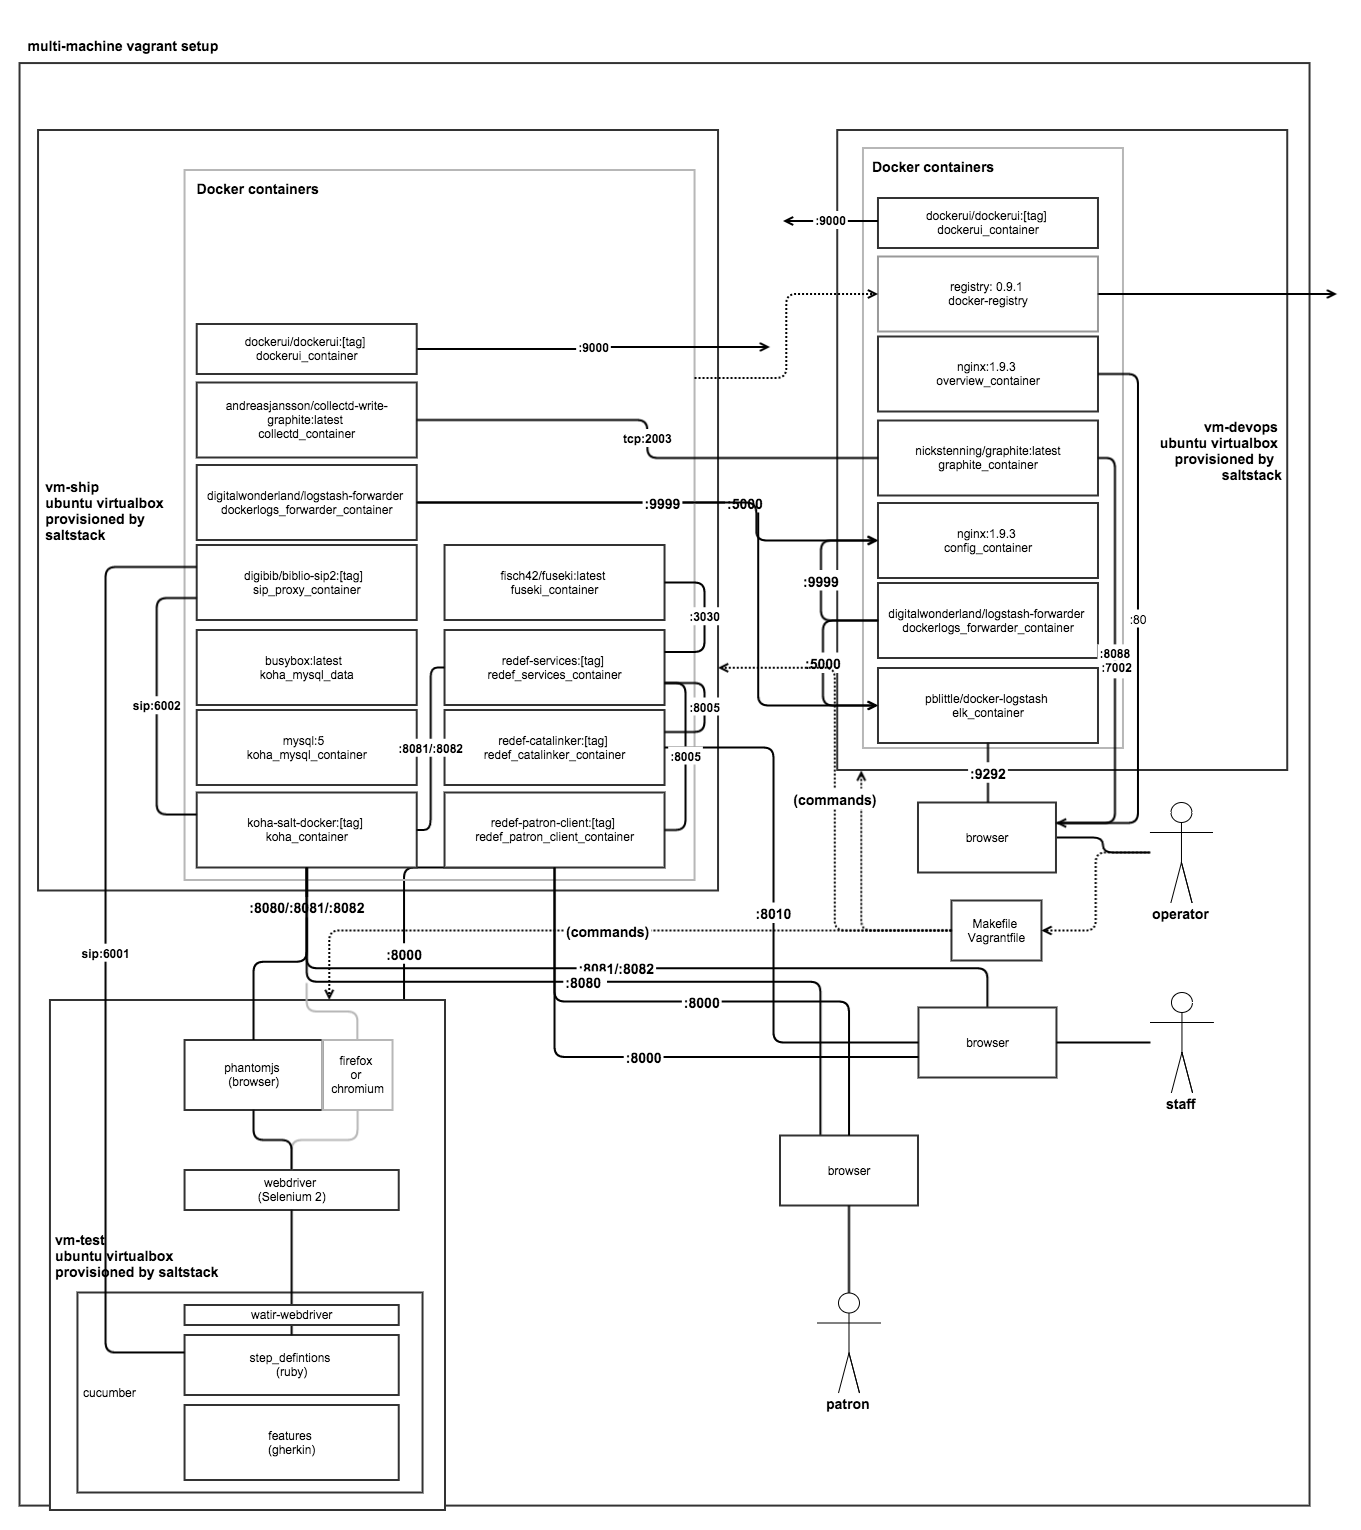 multi-machine vagrant setup
Docker containers
dockerui/dockerui:[tag]
dockerui_container
:9000
andreasjansson/collectd-write-
graphite:latest
collectd_container
tcp:2003
digitalwonderland/logstash-forwarder
dockerlogs_forwarder_container
:9999
:5000
vm-ship
ubuntu virtualbox
provisioned by
saltstack
digibib/biblio-sip2:[tag]
sip_proxy_container
fisch42/fuseki:latest
fuseki_container
:3030
busybox:latest
koha_mysql_data
redef-services:[tag]
redef_services_container
sip:6002
:8005
mysql:5
koha_mysql_container
:8081/:8082
redef-catalinker:[tag]
redef_catalinker_container
:8005
koha-salt-docker:[tag]
koha_container
redef-patron-client:[tag]
redef_patron_client_container
Docker containers
dockerui/dockerui:[tag]
dockerui_container
:9000
registry: 0.9.1
docker-registry
nginx:1.9.3
overview_container
nickstenning/graphite:latest
graphite_container
vm-devops
ubuntu virtualbox
provisioned by
saltstack
nginx:1.9.3
config_container
:9999
digitalwonderland/logstash-forwarder
dockerlogs_forwarder_container
:80
:8088
:7002
:5000
pblittle/docker-logstash
elk_container
:9292
(commands)
browser
operator
Makefile
Vagrantfile
:8080/:8081/:8082
:8010
(commands)
sip:6001
:8000
:8081/:8082
:8080
:8000
:8000
browser
staff
phantomjs
(browser)
firefox
or
chromium
browser
patron
webdriver
(Selenium 2)
vm-test
ubuntu virtualbox
provisioned by saltstack
watir-webdriver
step_defintions
(ruby)
cucumber
features
(gherkin)